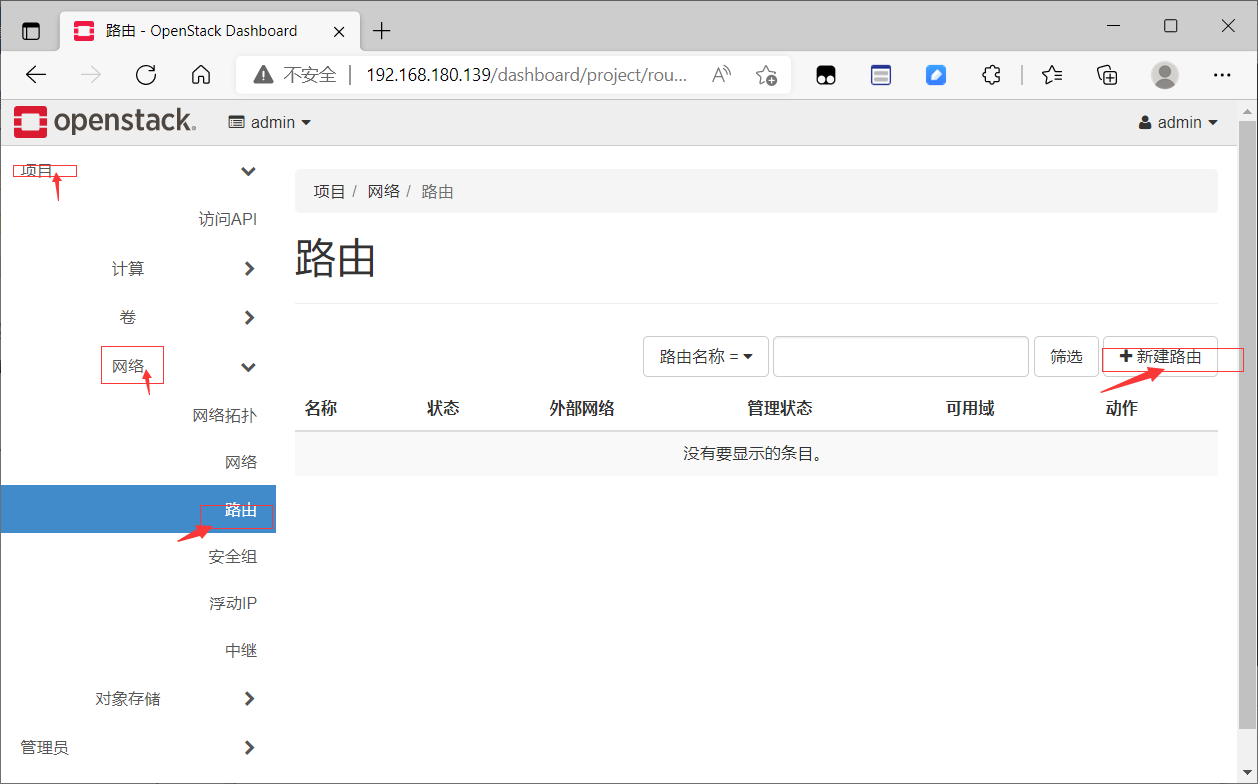 路由 - OpenStack Dashboard
不安全 192.168.180.139/dashboard/project/rou...
openstack. admin admin
项目
访问API
计算
卷
网络
网络拓扑
网络
路由
安全组
浮动IP
中继
对象存储
管理员
项目 / 网络 / 路由
路由
路由名称 = 筛选 新建路由
名称 状态 外部网络 管理状态 可用域 动作
没有要显示的条目。